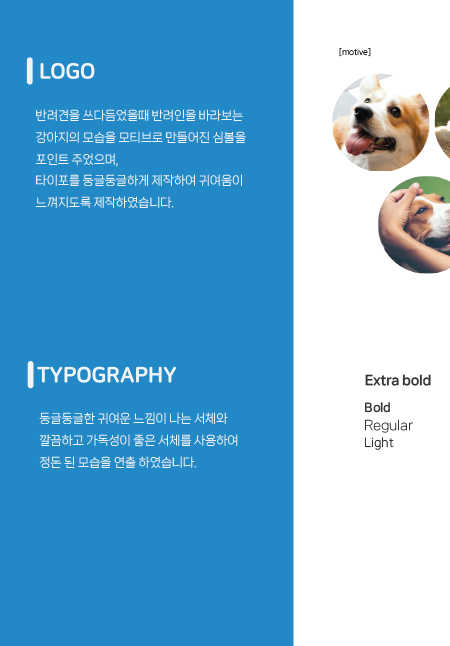 [motive]
LOGO
반려견을 쓰다듬었을때 반려인을 바라보는
강아지의 모습을 모티브로 만들어진 심볼을
포인트 주었으며,
타이포를 둥글둥글하게 제작하여 귀여움이
느껴지도록 제작하였습니다.
TYPOGRAPHY
둥글둥글한 귀여운 느낌이 나는 서체와
깔끔하고 가독성이 좋은 서체를 사용하여
정돈 된 모습을 연출 하였습니다.
Extra bold
Bold
Regular
Light